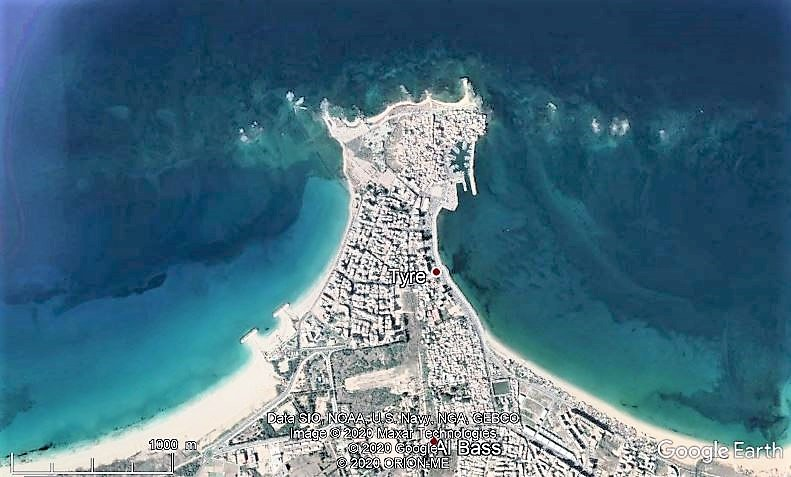 Tyre
Data SIO, NOAA, U.S. Navy, NGA, GEBCO
Image © 2020 Maxar Technologies
© 2020 Google
Al Bass
1000 m
© 2020 ORION-ME
Google Earth